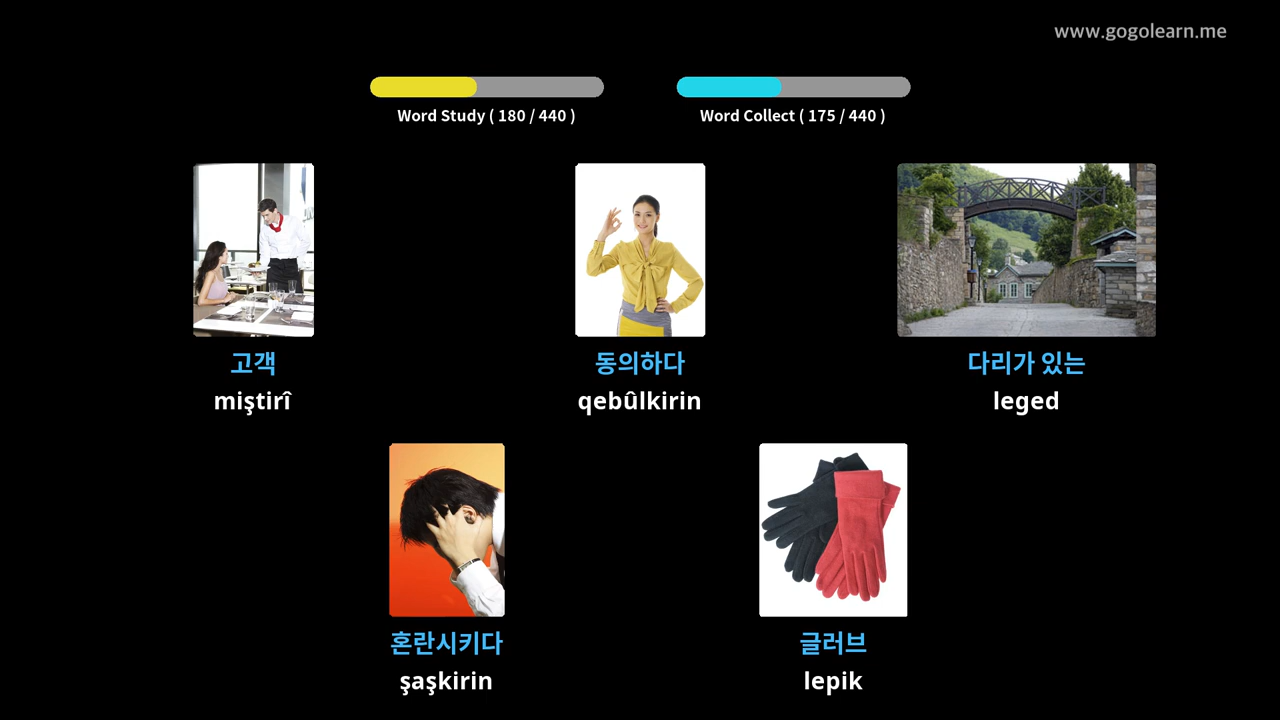 www.gogolearn.me
Word Study ( 180 / 440 )
Word Collect ( 175 / 440 )
고객
miştirî
동의하다
qebûlkirin
다리가 있는
leged
혼란시키다
şaşkirin
글러브
lepik